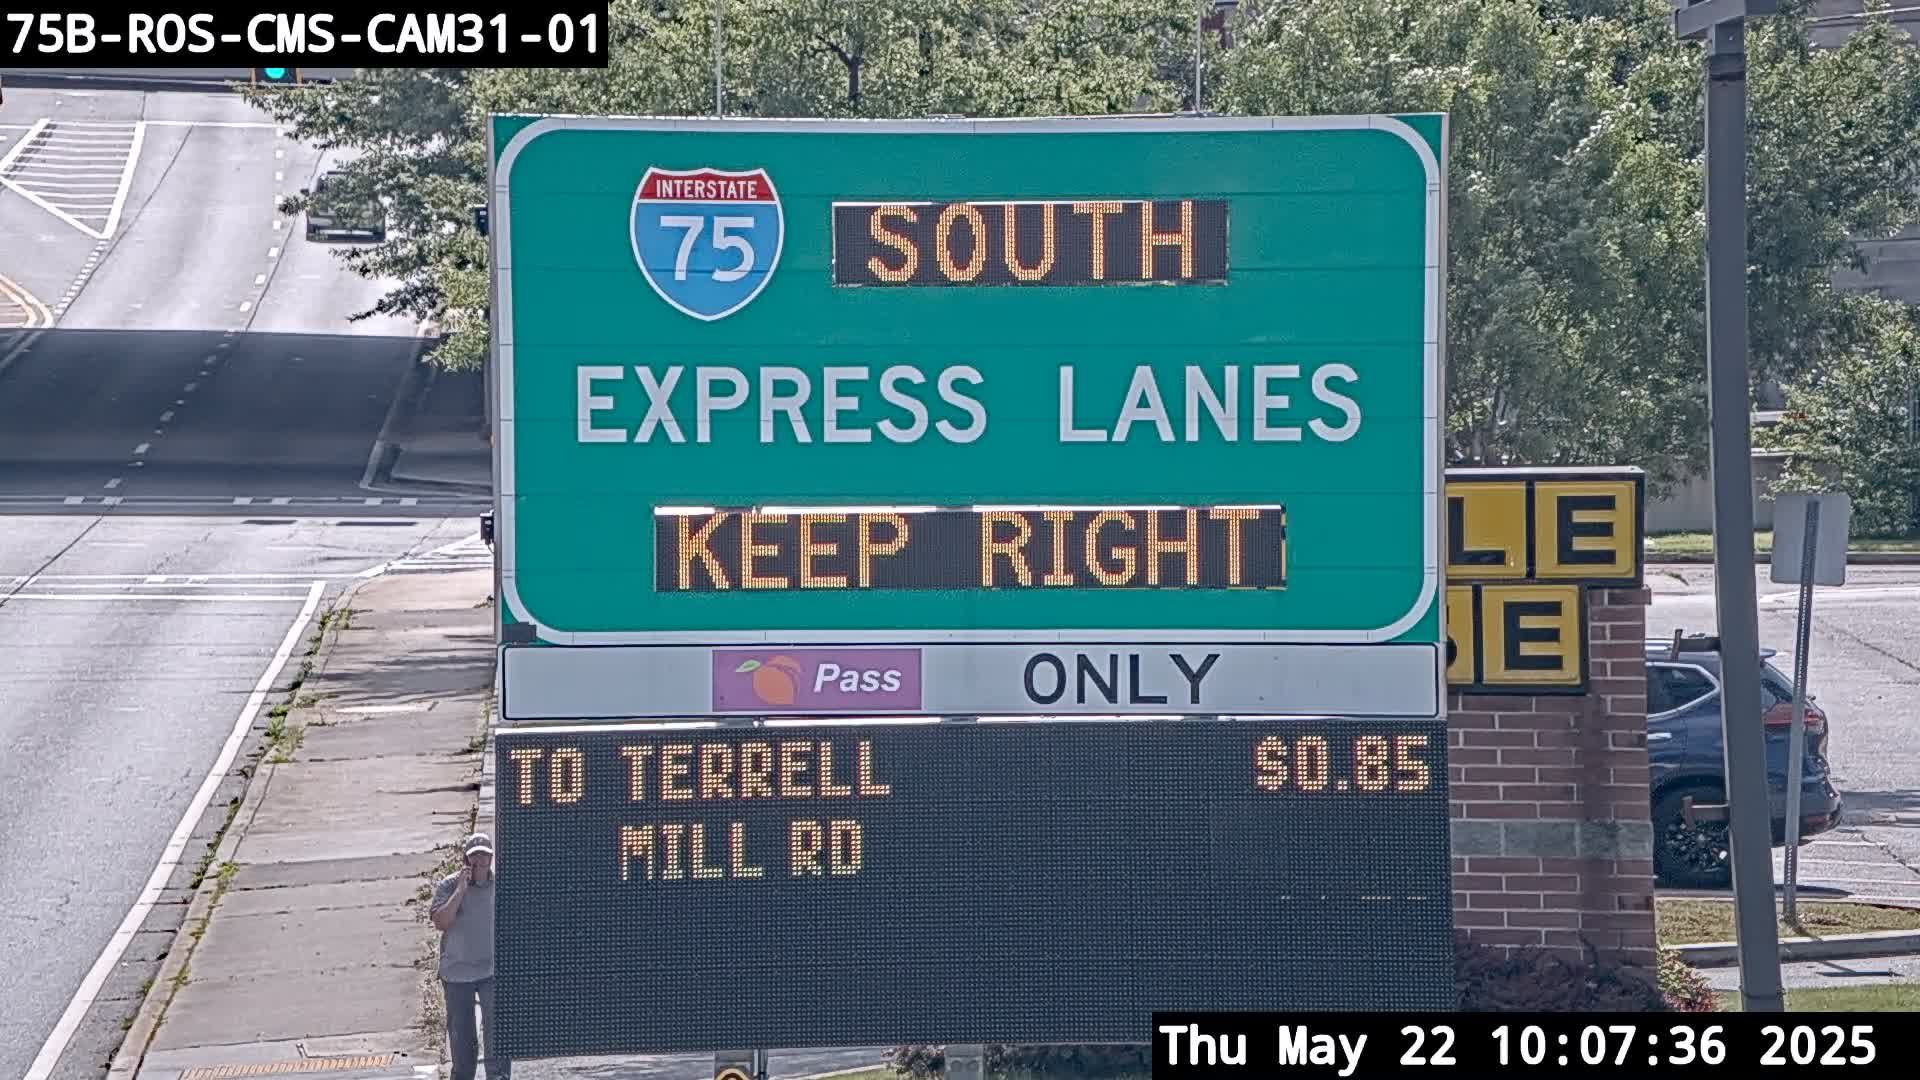 75B-ROS-CMS-CAM31-01
INTERSTATE
75
SOUTH
EXPRESS LANES
KEEP RIGHT
LE
E
Pass ONLY
TO TERRELL $0.85
MILL RD
Thu May 22 10:07:36 2025